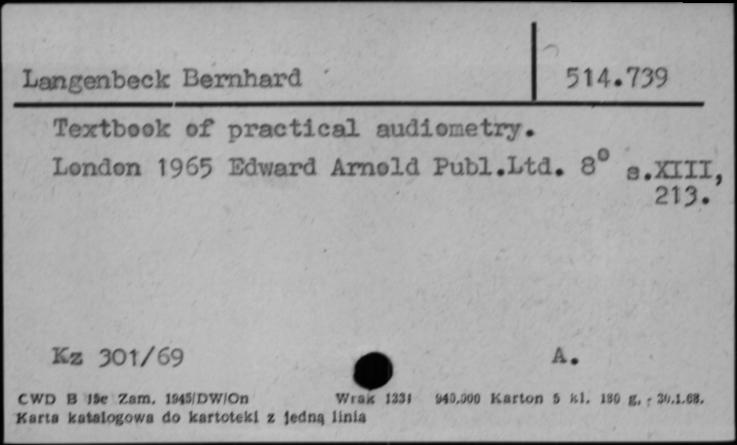 Langenbeck Bernhard 514.739
Textbook of practical audiometry.
London 1965 Edward Arnold Publ.Ltd. 8° s.XIII,
213.
Kz 301/69 A.
CWD B 15c Zam. 1945/DW/On Wrak 1331 940.000 Karton 5 kl. 180 g. - 30.1.68.
Karta katalogowa do kartoteki z jedną linia